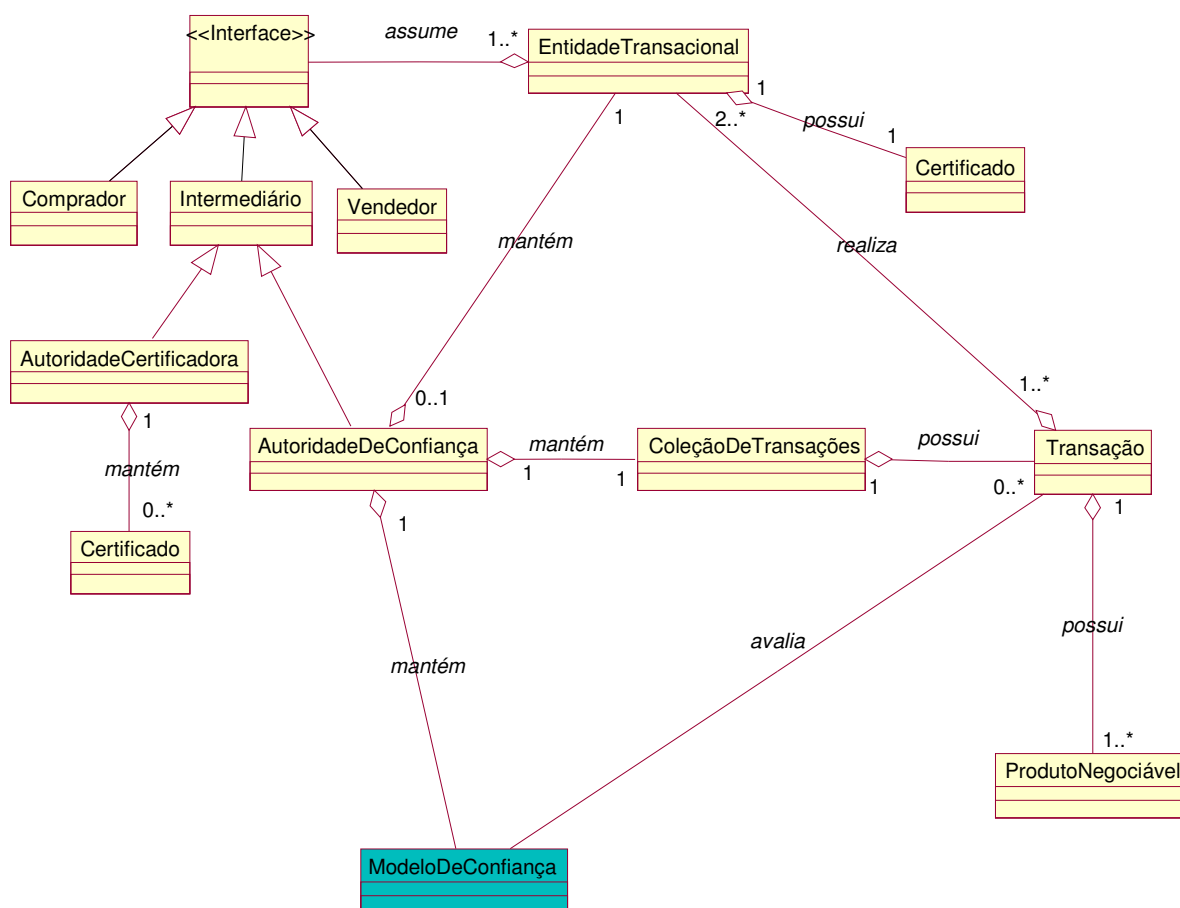 <<Interface>>
assume
1..*
EntidadeTransacional
1
possui
1
Certificado
1
2..*
Comprador
Intermediário
Vendedor
mantém
realiza
AutoridadeCertificadora
1
mantém
0..*
Certificado
0..1
1..*
AutoridadeDeConfiança
mantém
1
1
ColeçãoDeTransações
possui
1
0..*
Transação
1
1
mantém
avalia
possui
1..*
ProdutoNegociável
ModeloDeConfiança